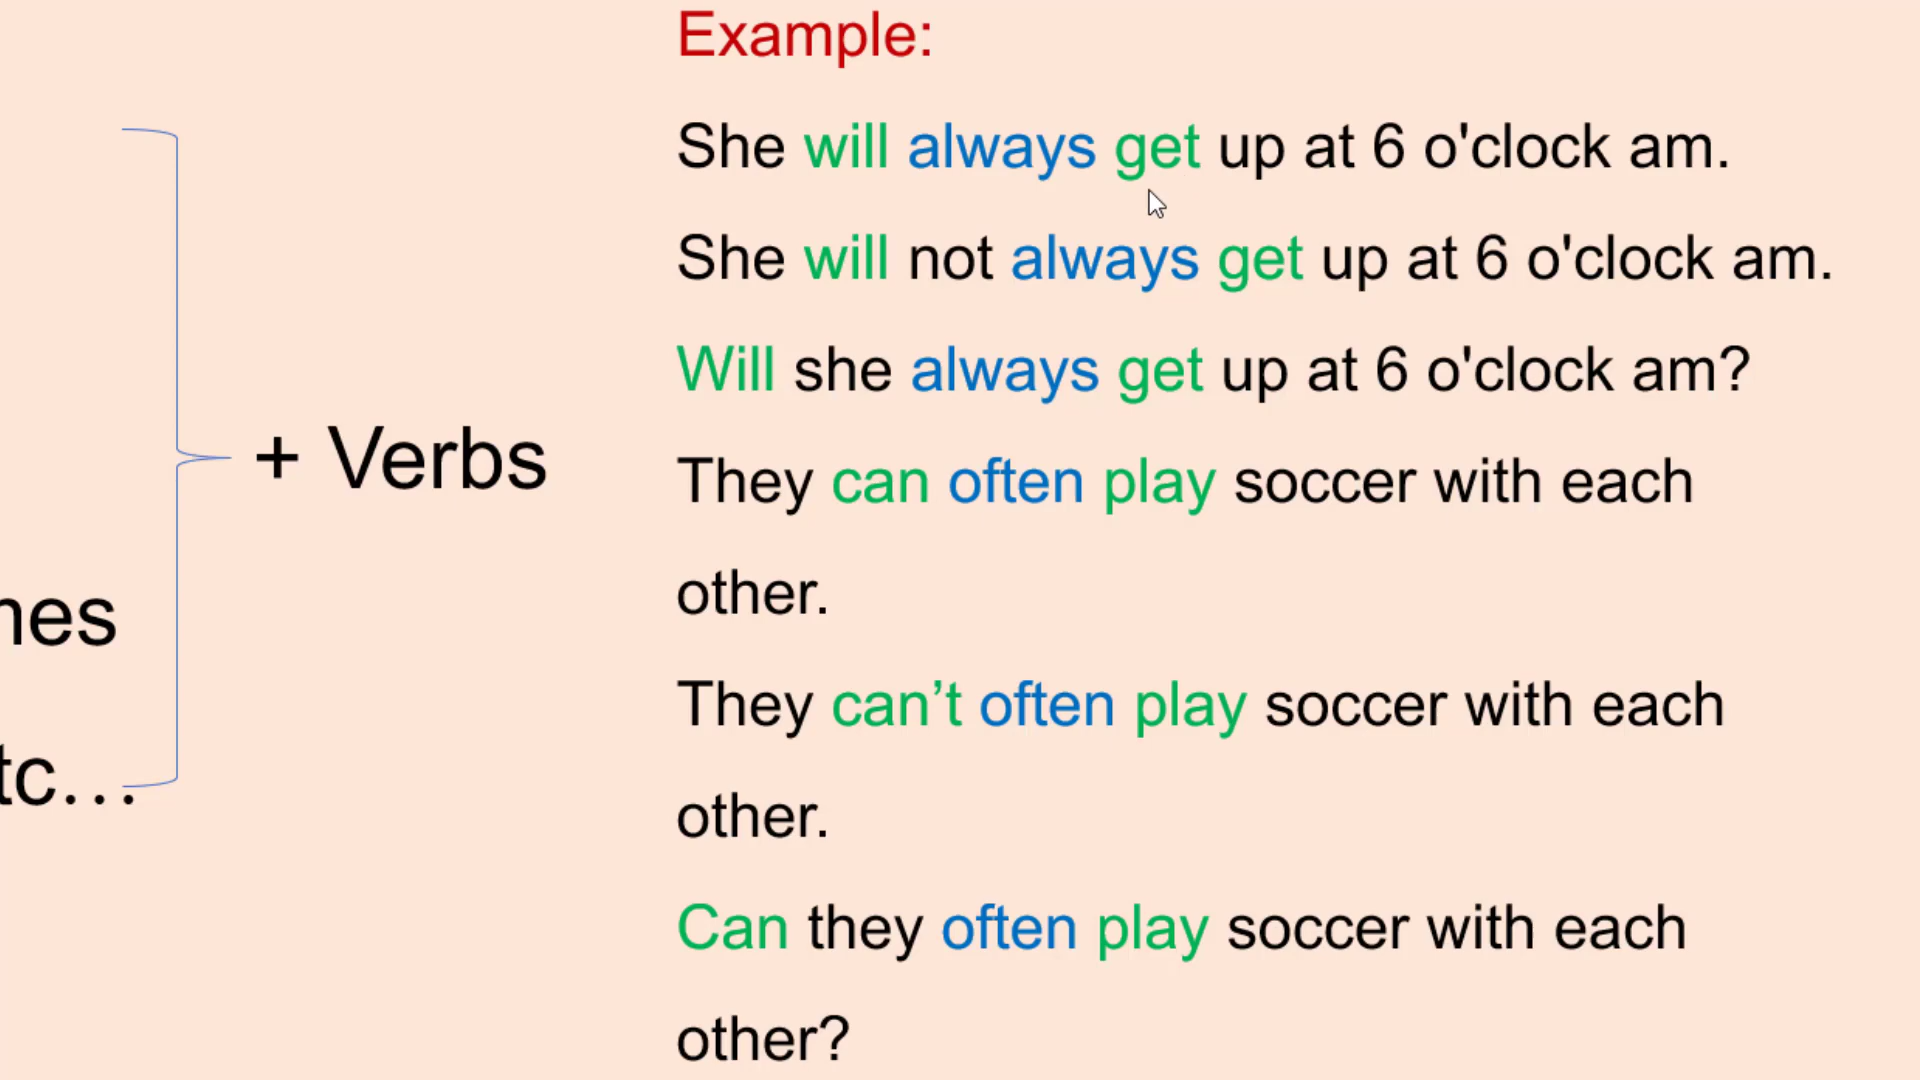 Example:
She will always get up at 6 o'clock am.
She will not always get up at 6 o'clock am.
Will she always get up at 6 o'clock am?
+ Verbs
They can often play soccer with each
other.
They can’t often play soccer with each
other.
Can they often play soccer with each
other?